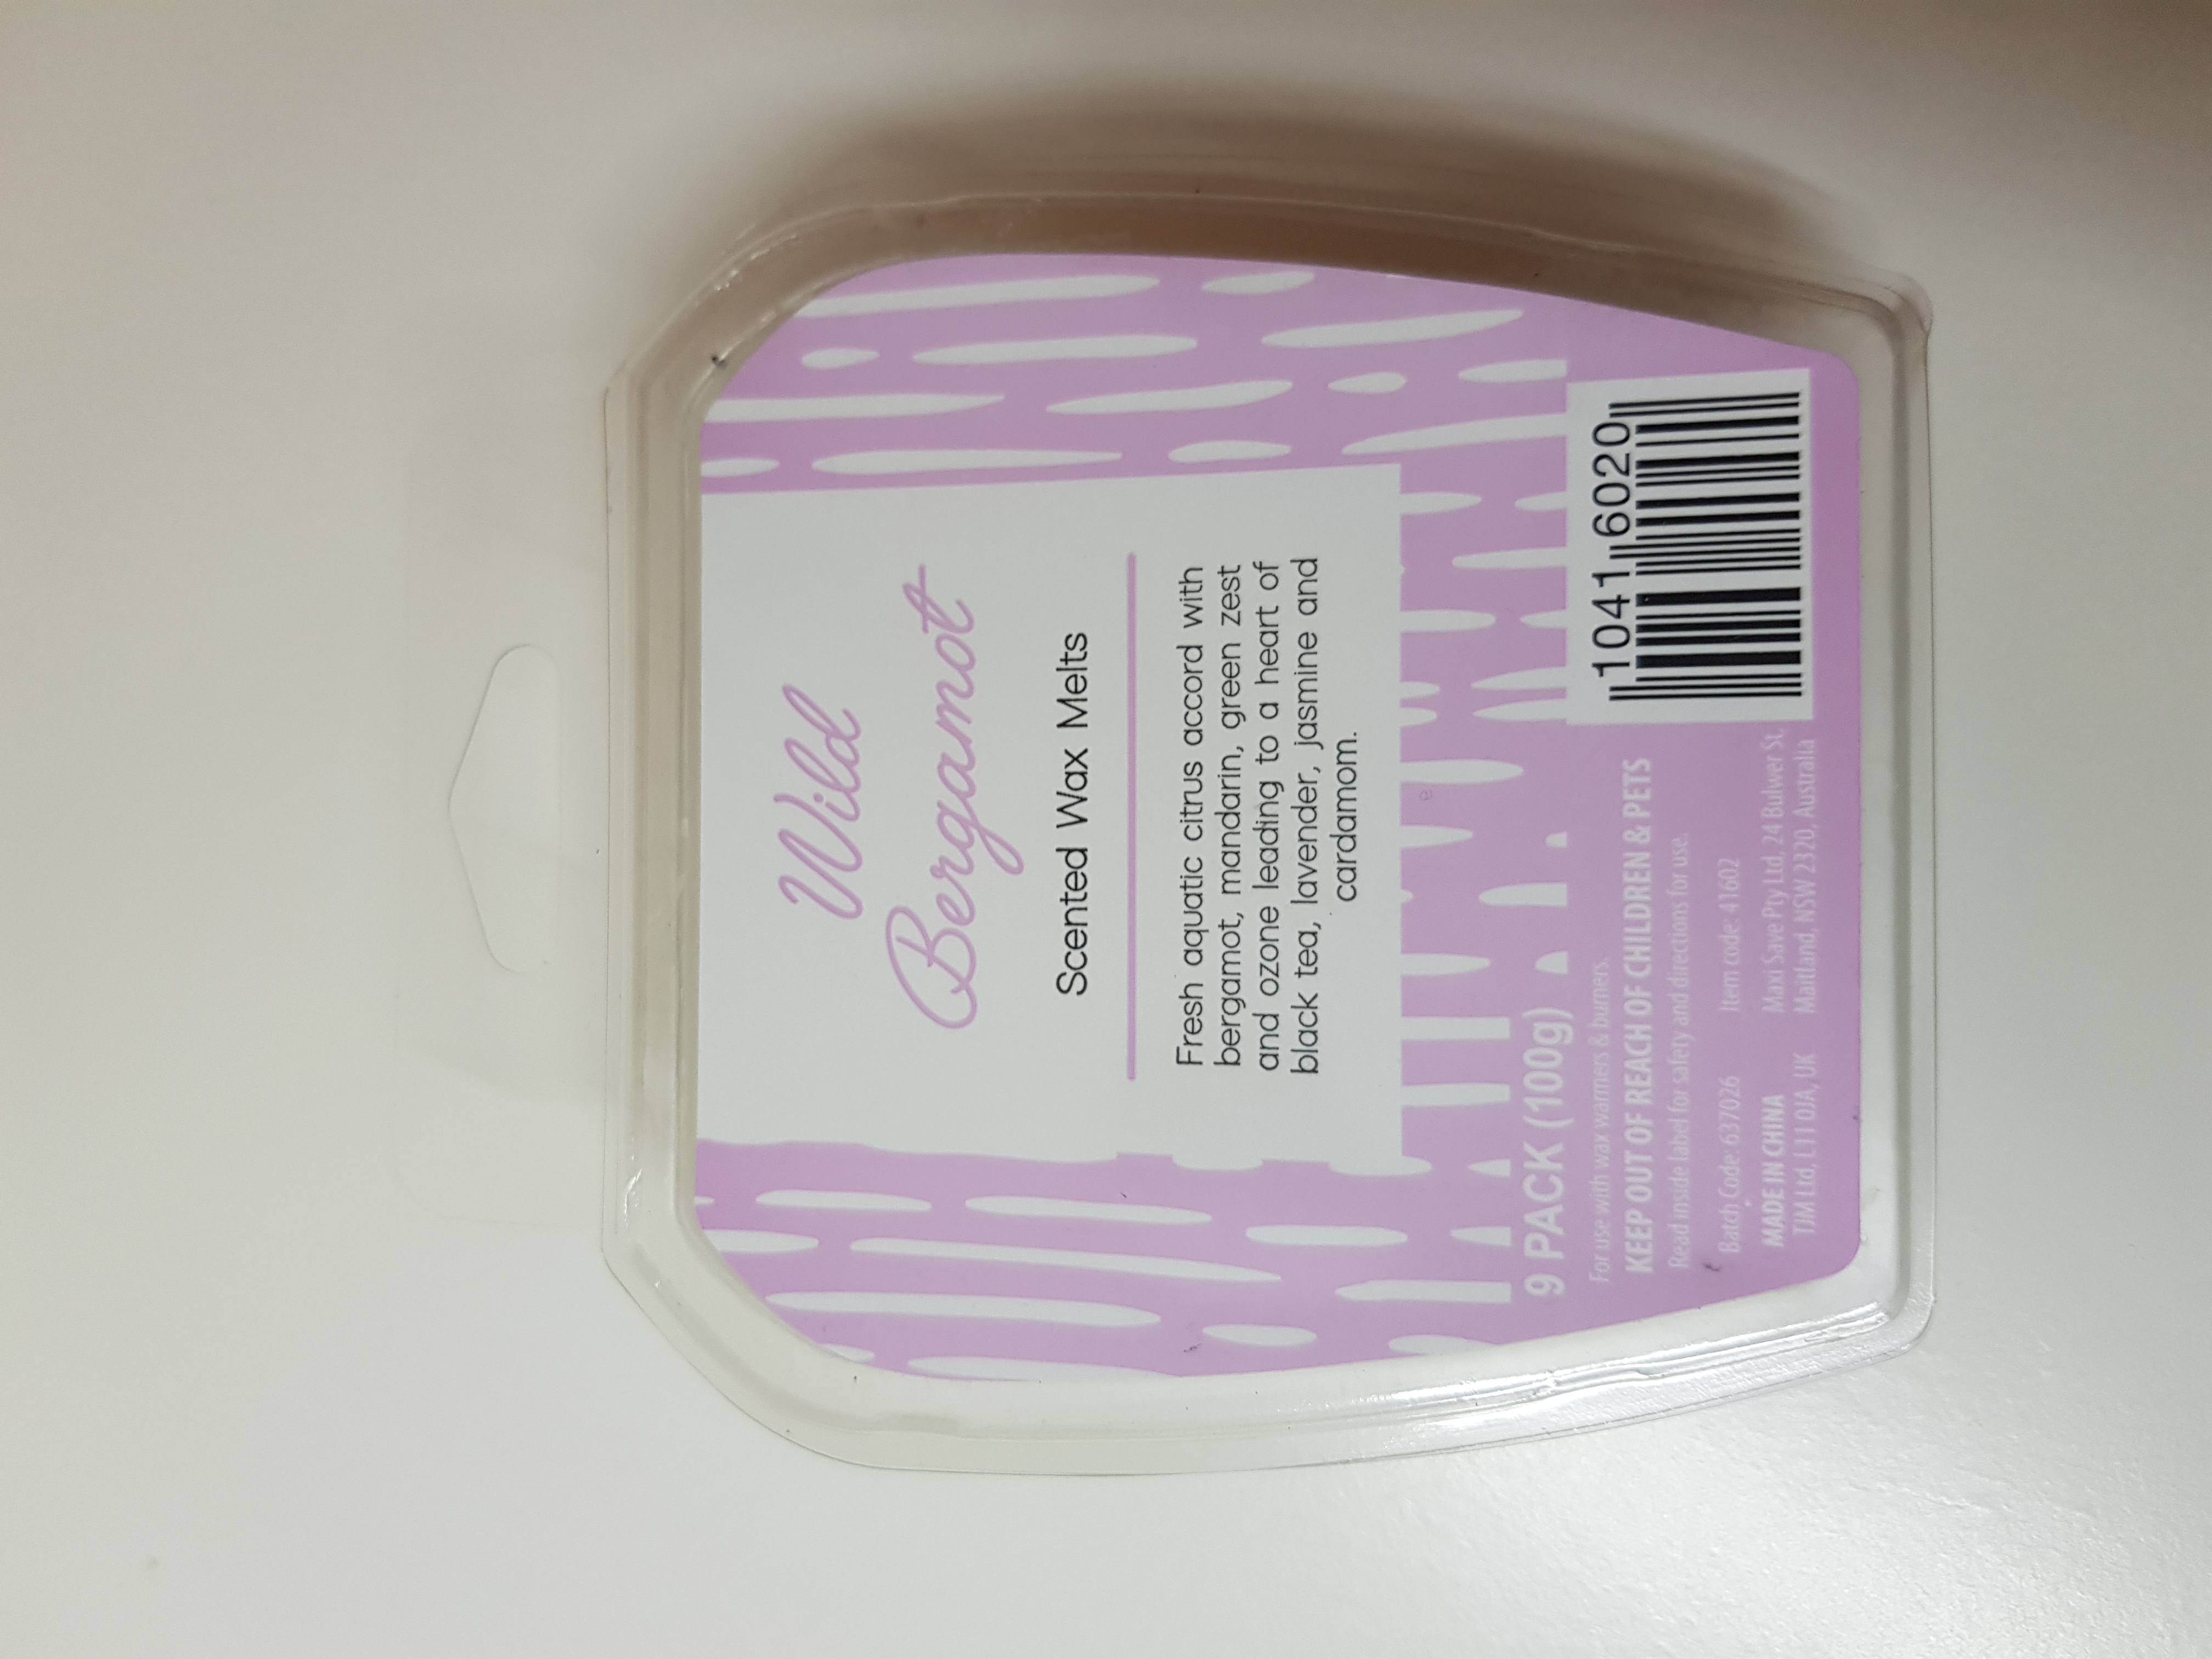 Wild
Bergamot
Scented Wax Melts
Fresh aquatic citrus accord with
bergamot, mandarin, green zest
and ozone leading to a heart of
black tea, lavender, jasmine and
cardamom.
9 PACK (100g)
For use with wax warmers & burners.
KEEP OUT OF REACH OF CHILDREN & PETS
Read inside label for safety and directions for use.
Batch Code: 637026 Item code: 41602
MADE IN CHINA Maxi Save Pty Ltd, 24 Bulwer St,
TJM Ltd, L11 0JA, UK Maitland, NSW 2320, Australia
1041 6020